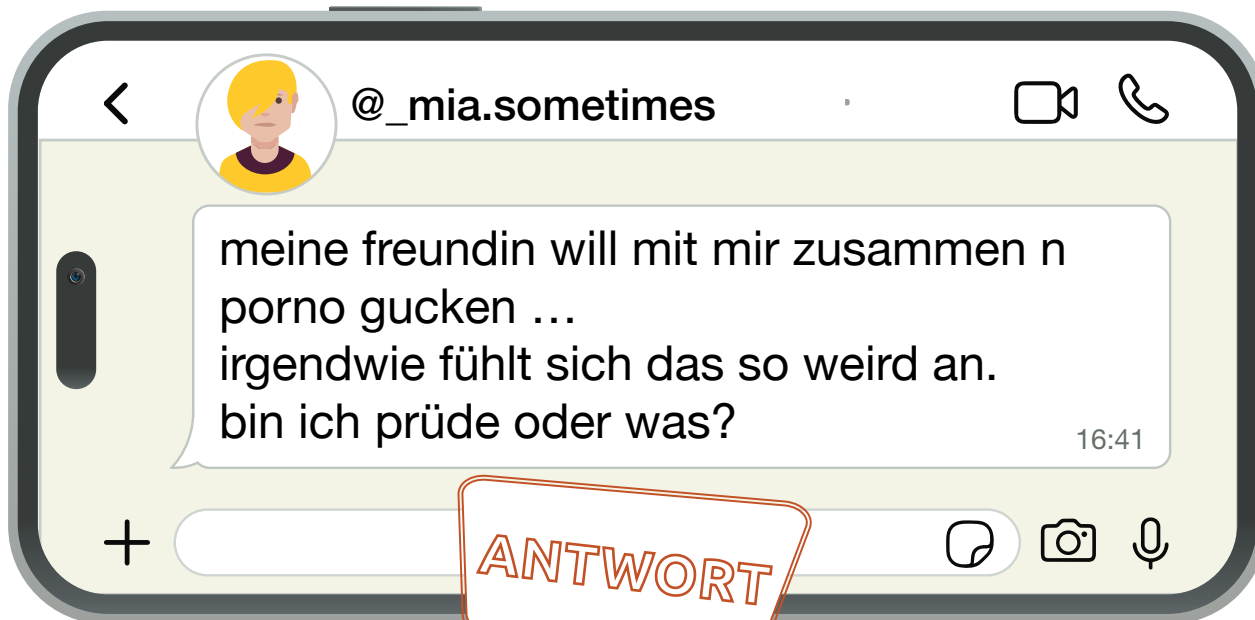 @_mia.sometimes
meine freundin will mit mir zusammen n
porno gucken …
irgendwie fühlt sich das so weird an.
bin ich prüde oder was?
16:41
ANTWORT